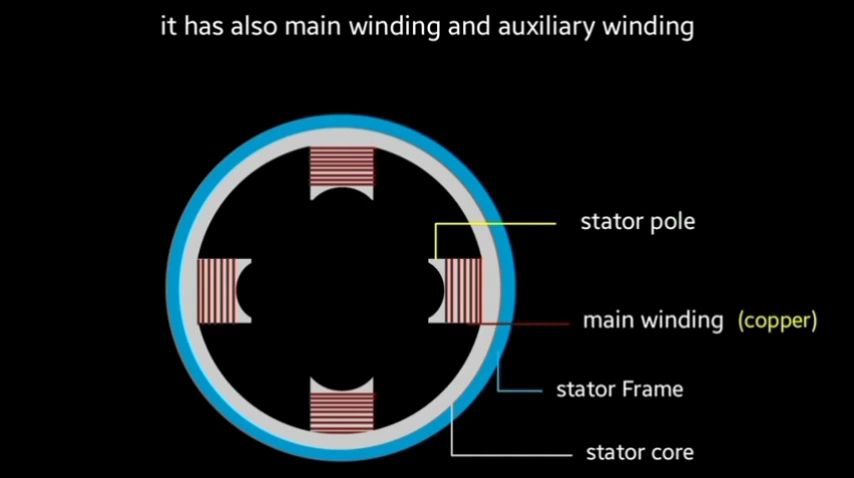 it has also main winding and auxiliary winding
stator pole
main winding (copper)
stator Frame
stator core